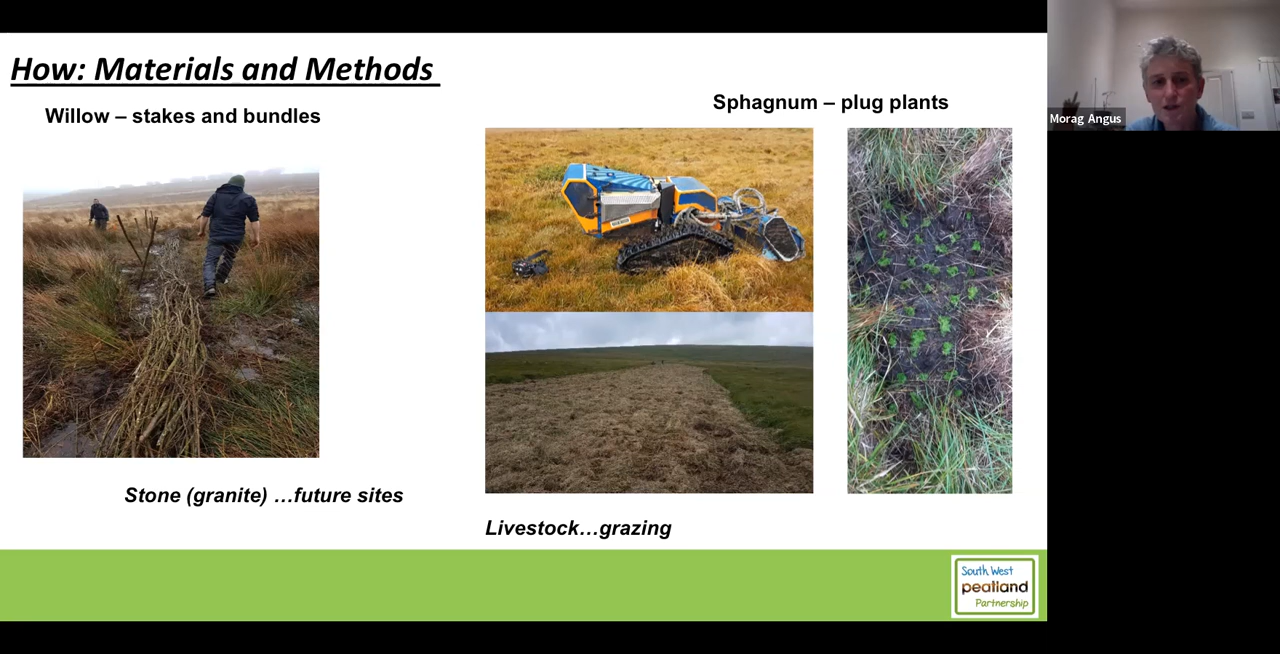 How: Materials and Methods
Willow – stakes and bundles
Sphagnum – plug plants
Stone (granite) …future sites
Livestock…grazing
South West
peatland
Partnership
Morag Angus